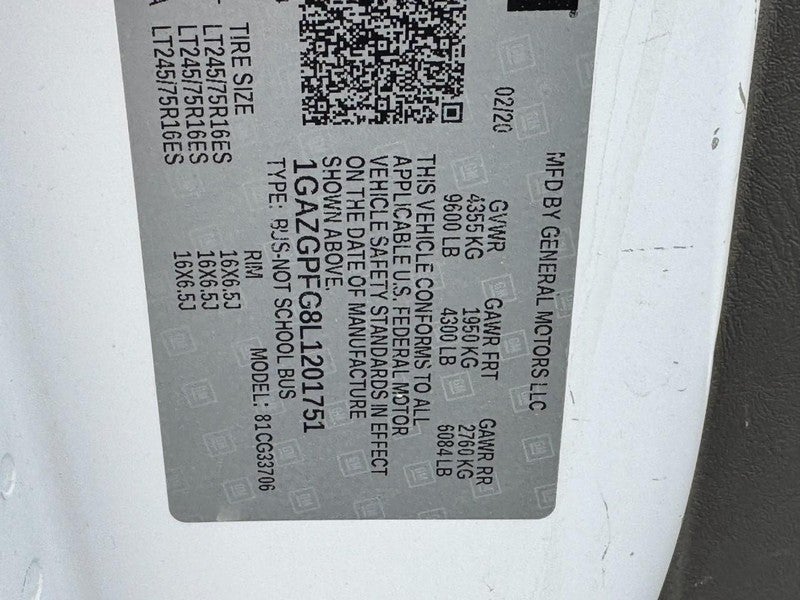 MFD BY GENERAL MOTORS LLC
02/20
GVWR GAWR FRT GAWR RR
4355 KG 1950 KG 2760 KG
9600 LB 4300 LB 6084 LB
THIS VEHICLE CONFORMS TO ALL
APPLICABLE U.S. FEDERAL MOTOR
VEHICLE SAFETY STANDARDS IN EFFECT
ON THE DATE OF MANUFACTURE
SHOWN ABOVE.
1GAZGPFG8L1201751
TYPE: BUS-NOT SCHOOL BUS
MODEL: 81CG33706
TIRE SIZE RIM
LT245/75R16ES 16X6.5J
LT245/75R16ES 16X6.5J
LT245/75R16ES 16X6.5J